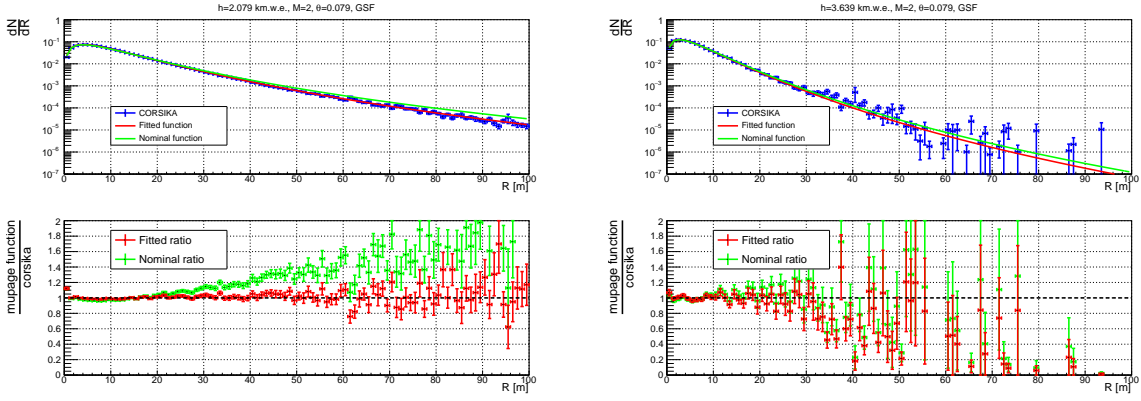 h=2.079 km.w.e., M=2, θ=0.079, GSF
dN
dR
1
10⁻¹
10⁻²
10⁻³
10⁻⁴
10⁻⁵
10⁻⁶
10⁻⁷
CORSIKA
Fitted function
Nominal function
0 10 20 30 40 50 60 70 80 90 100
R [m]
mupage function
corsika
2
1.8
1.6
1.4
1.2
1
0.8
0.6
0.4
0.2
0
Fitted ratio
Nominal ratio
0 10 20 30 40 50 60 70 80 90 100
R [m]
h=3.639 km.w.e., M=2, θ=0.079, GSF
dN
dR
1
10⁻¹
10⁻²
10⁻³
10⁻⁴
10⁻⁵
10⁻⁶
10⁻⁷
CORSIKA
Fitted function
Nominal function
0 10 20 30 40 50 60 70 80 90 100
R [m]
mupage function
corsika
2
1.8
1.6
1.4
1.2
1
0.8
0.6
0.4
0.2
0
Fitted ratio
Nominal ratio
0 10 20 30 40 50 60 70 80 90 100
R [m]